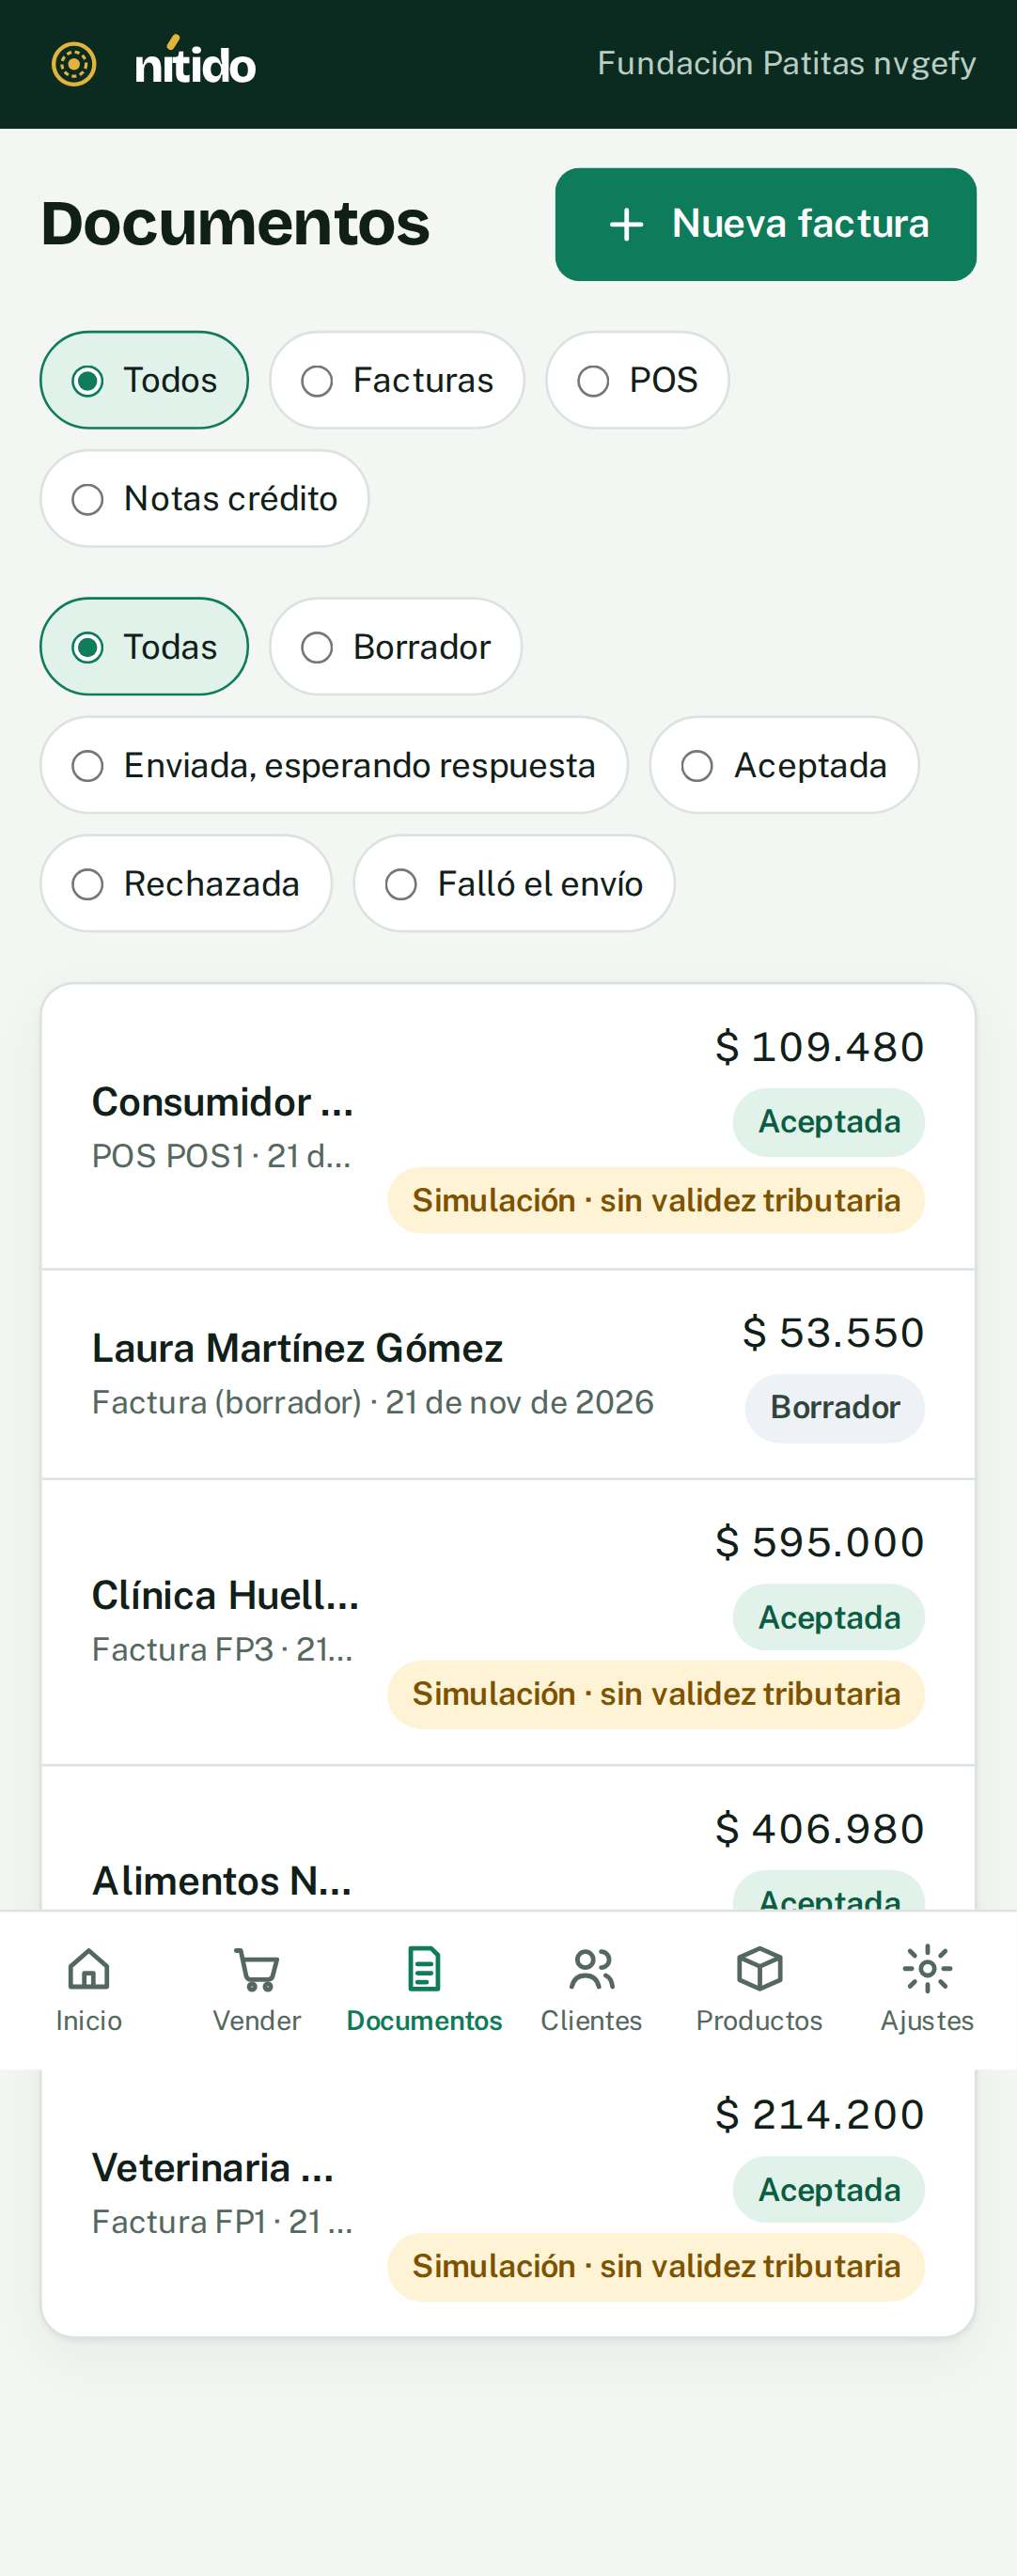 nítido
Fundación Patitas nvgefy
Documentos
+ Nueva factura
Todos
Facturas
POS
Notas crédito
Todas
Borrador
Enviada, esperando respuesta
Aceptada
Rechazada
Falló el envío
$ 109.480
Consumidor ...
Aceptada
POS POS1 · 21 d...
Simulación · sin validez tributaria
Laura Martínez Gómez
$ 53.550
Factura (borrador) · 21 de nov de 2026
Borrador
$ 595.000
Clínica Huell...
Aceptada
Factura FP3 · 21...
Simulación · sin validez tributaria
$ 406.980
Alimentos N...
Aceptada
Inicio
Vender
Documentos
Clientes
Productos
Ajustes
$ 214.200
Veterinaria ...
Aceptada
Factura FP1 · 21 ...
Simulación · sin validez tributaria